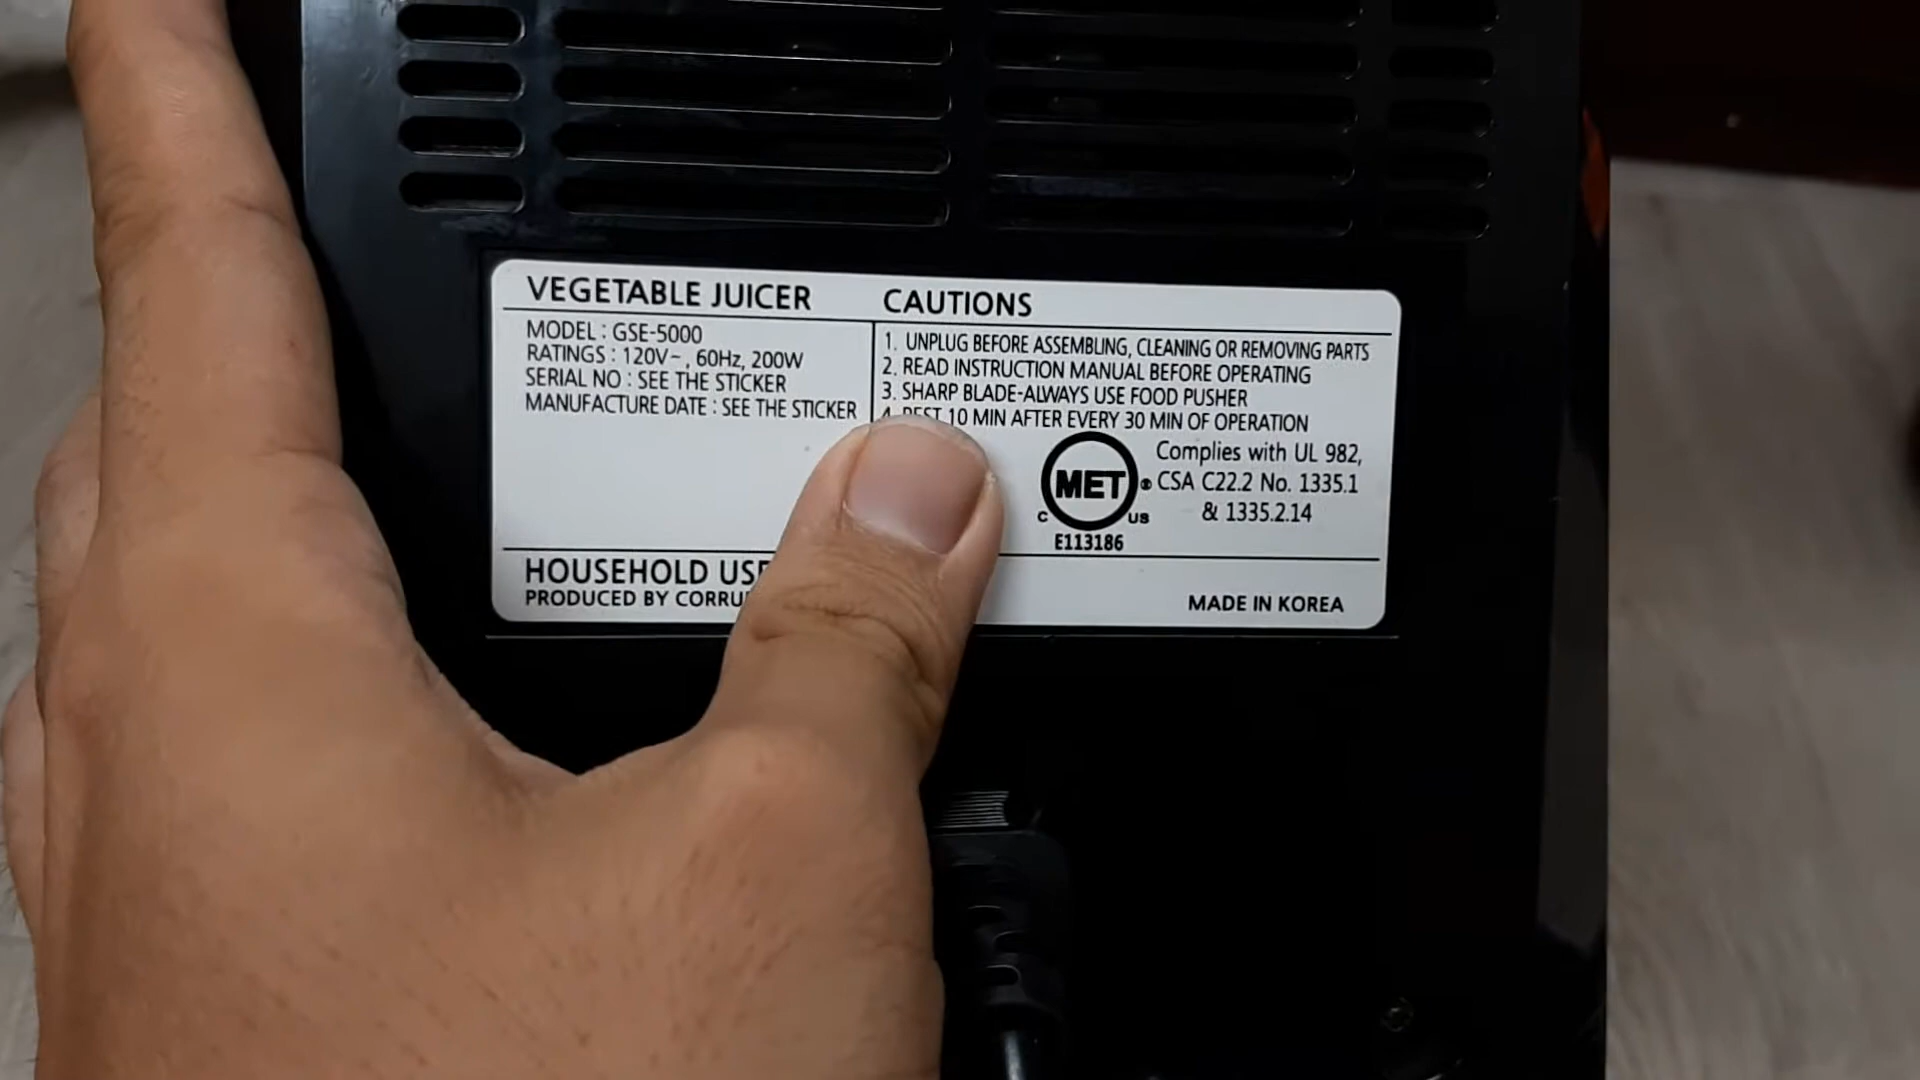 VEGETABLE JUICER
MODEL : GSE-5000
RATINGS : 120V~ , 60Hz, 200W
SERIAL NO : SEE THE STICKER
MANUFACTURE DATE : SEE THE STICKER
CAUTIONS
1. UNPLUG BEFORE ASSEMBLING, CLEANING OR REMOVING PARTS
2. READ INSTRUCTION MANUAL BEFORE OPERATING
3. SHARP BLADE-ALWAYS USE FOOD PUSHER
4. REST 10 MIN AFTER EVERY 30 MIN OF OPERATION
MET ®
C US
E113186
Complies with UL 982,
CSA C22.2 No. 1335.1
& 1335.2.14
HOUSEHOLD USE
PRODUCED BY
MADE IN KOREA